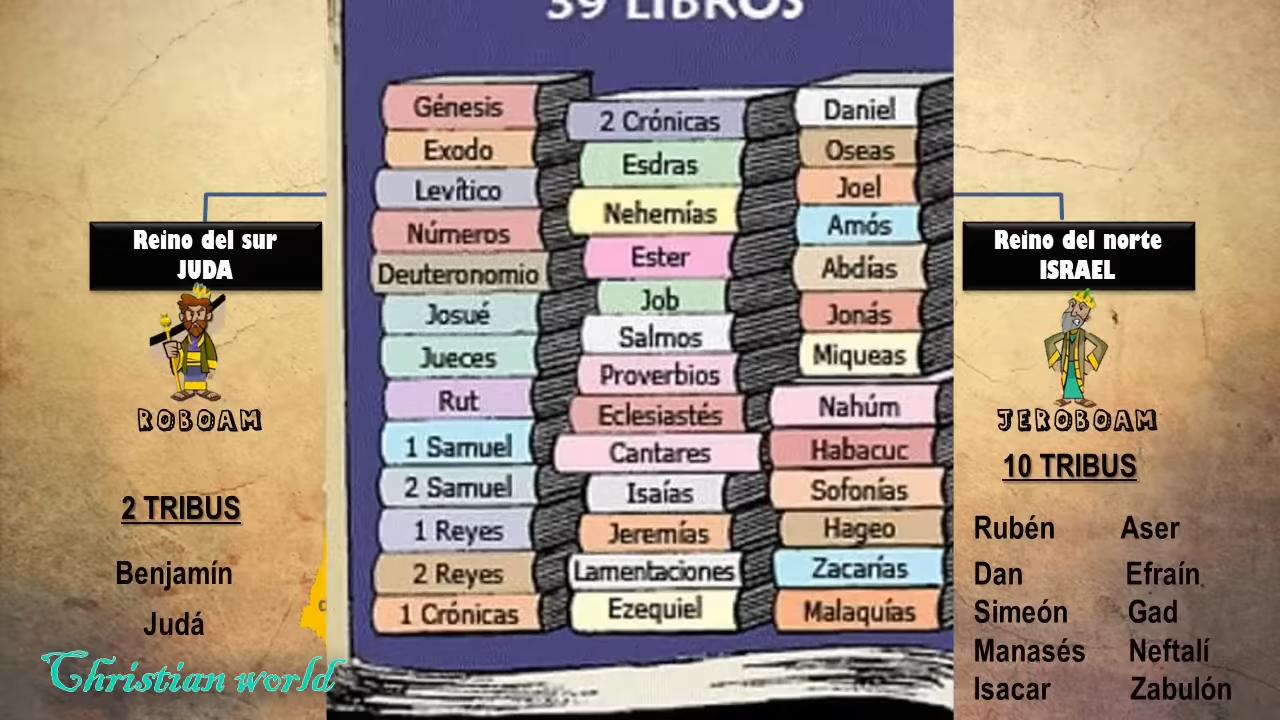 39 LIBROS
Génesis
Exodo
Levítico
Números
Deuteronomio
Josué
Jueces
Rut
1 Samuel
2 Samuel
1 Reyes
2 Reyes
1 Crónicas
2 Crónicas
Esdras
Nehemías
Ester
Job
Salmos
Proverbios
Eclesiastés
Cantares
Isaías
Jeremías
Lamentaciones
Ezequiel
Daniel
Oseas
Joel
Amós
Abdías
Jonás
Miqueas
Nahúm
Habacuc
Sofonías
Hageo
Zacarías
Malaquías
Reino del sur
JUDA
ROBOAM
2 TRIBUS
Benjamín
Judá
Christian world
Reino del norte
ISRAEL
JEROBOAM
10 TRIBUS
Rubén Aser
Dan Efraín
Simeón Gad
Manasés Neftalí
Isacar Zabulón